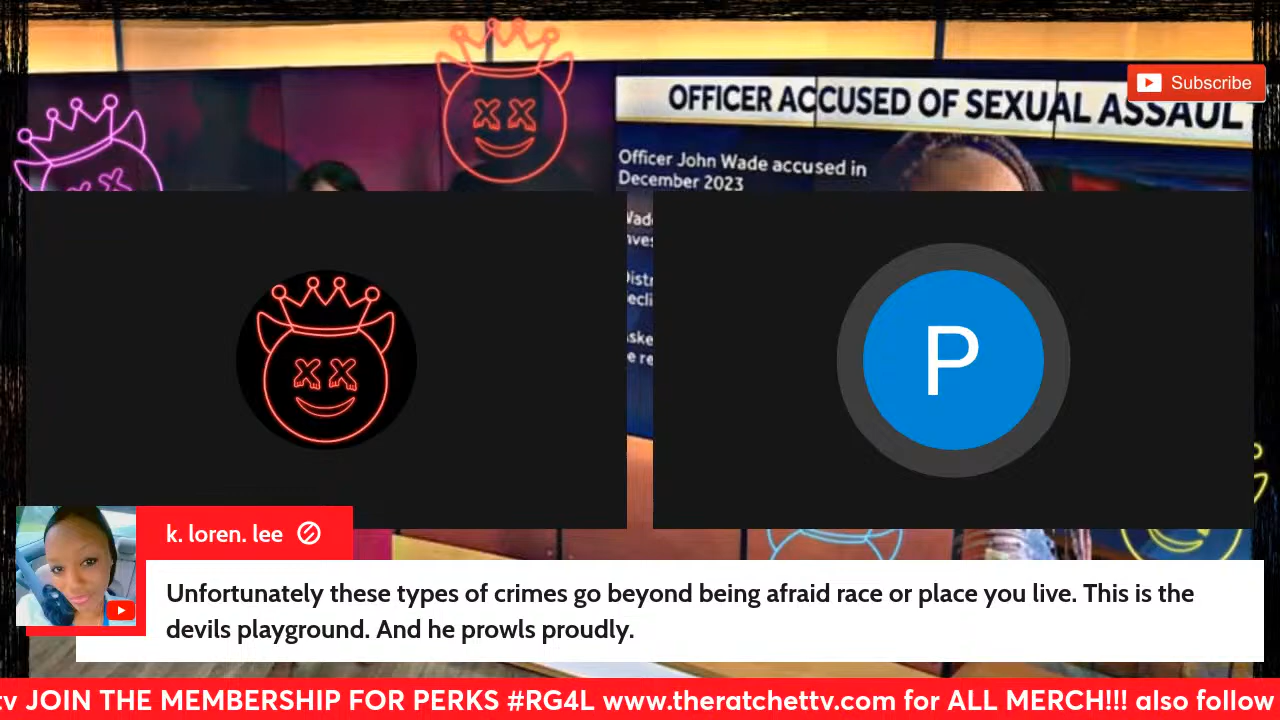 Subscribe
OFFICER ACCUSED OF SEXUAL ASSAUL
Officer John Wade accused in
December 2023
P
k. loren. lee
Unfortunately these types of crimes go beyond being afraid race or place you live. This is the
devils playground. And he prowls proudly.
tv JOIN THE MEMBERSHIP FOR PERKS #RG4L www.theratchettv.com for ALL MERCH!!! also follow